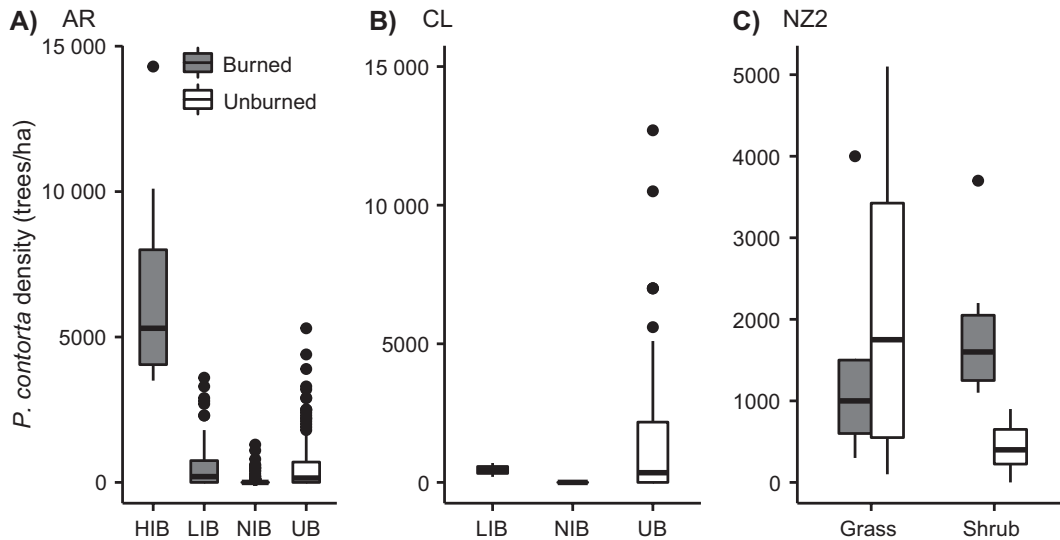 A) AR
Burned
Unburned
P. contorta density (trees/ha)
15 000
10 000
5000
0
HIB LIB NIB UB
B) CL
15 000
10 000
5000
0
LIB NIB UB
C) NZ2
5000
4000
3000
2000
1000
0
Grass Shrub